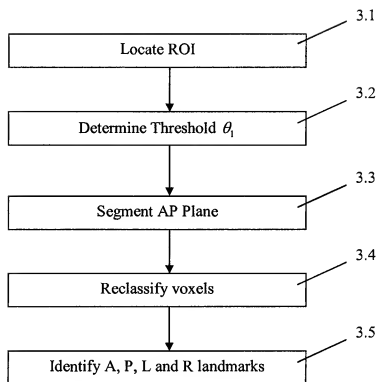 3.1
Locate ROI
3.2
Determine Threshold θ₁
3.3
Segment AP Plane
3.4
Reclassify voxels
3.5
Identify A, P, L and R landmarks